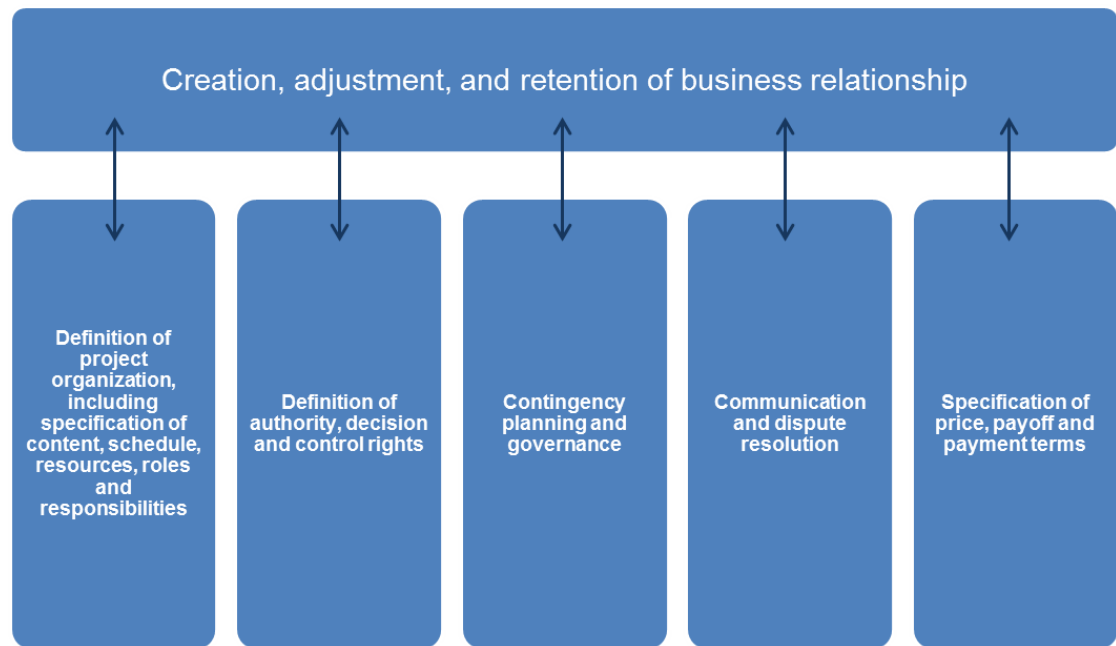 Creation, adjustment, and retention of business relationship
Definition of
project
organization,
including
specification of
content, schedule,
resources, roles
and
responsibilities
Definition of
authority, decision
and control rights
Contingency
planning and
governance
Communication
and dispute
resolution
Specification of
price, payoff and
payment terms